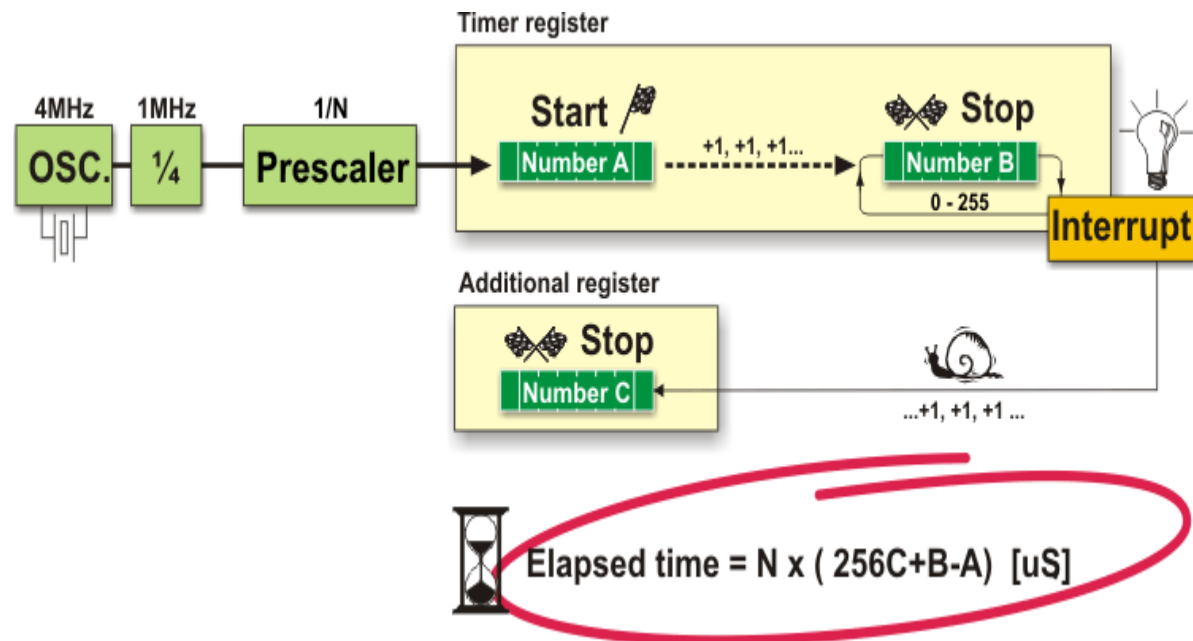 Timer register
4MHz 1MHz 1/N
OSC. ¼ Prescaler
Start Stop
Number A +1, +1, +1... Number B
0 - 255
Interrupt
Additional register
Stop
Number C
...+1, +1, +1 ...
Elapsed time = N x ( 256C+B-A) [uS]